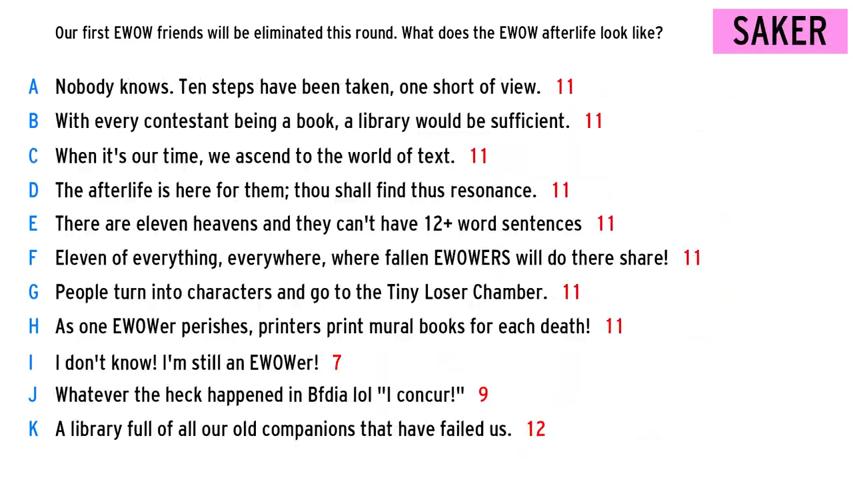 Our first EWOW friends will be eliminated this round. What does the EWOW afterlife look like?
SAKER
A Nobody knows. Ten steps have been taken, one short of view. 11
B With every contestant being a book, a library would be sufficient. 11
C When it's our time, we ascend to the world of text. 11
D The afterlife is here for them; thou shall find thus resonance. 11
E There are eleven heavens and they can't have 12+ word sentences 11
F Eleven of everything, everywhere, where fallen EWOWERS will do there share! 11
G People turn into characters and go to the Tiny Loser Chamber. 11
H As one EWOWer perishes, printers print mural books for each death! 11
I I don't know! I'm still an EWOWer! 7
J Whatever the heck happened in Bfdia lol "I concur!" 9
K A library full of all our old companions that have failed us. 12